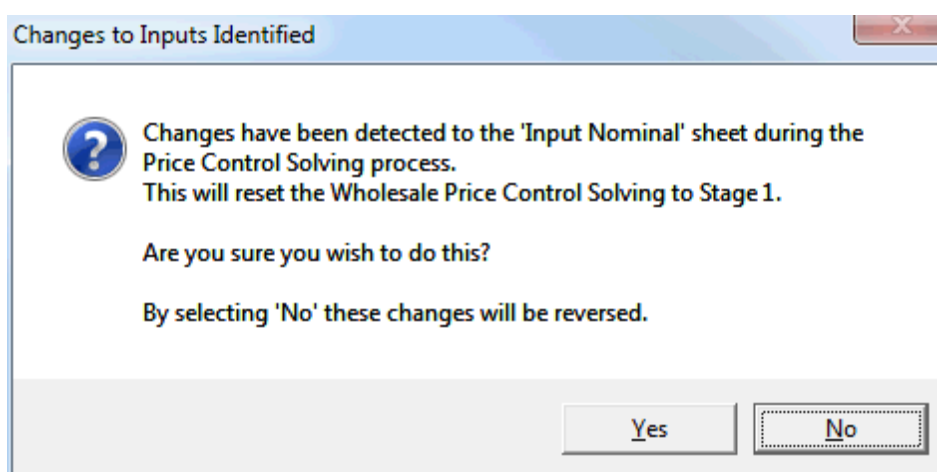 Changes to Inputs Identified
Changes have been detected to the 'Input Nominal' sheet during the
Price Control Solving process.
This will reset the Wholesale Price Control Solving to Stage 1.
Are you sure you wish to do this?
By selecting 'No' these changes will be reversed.
Yes
No